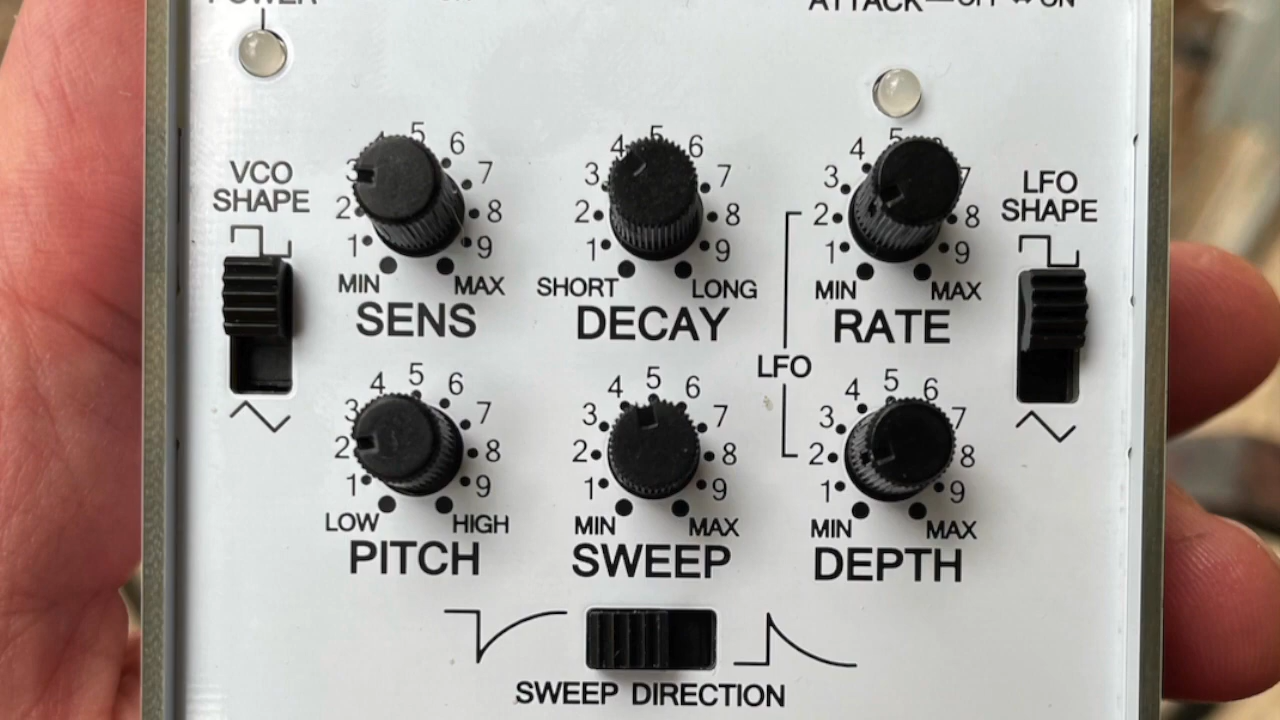 POWER
ATTACK—OFF ↔ ON
VCO
SHAPE
3 4 5 6 7
2 8
1 9
MIN MAX
SENS
3 4 5 6 7
2 8
1 9
SHORT LONG
DECAY
3 4 5 7
2 8
1 9
MIN MAX
RATE
LFO
SHAPE
LFO
3 4 5 6 7
2 8
1 9
LOW HIGH
PITCH
3 4 5 6 7
2 8
1 9
MIN MAX
SWEEP
3 4 5 6 7
2 8
1 9
MIN MAX
DEPTH
SWEEP DIRECTION